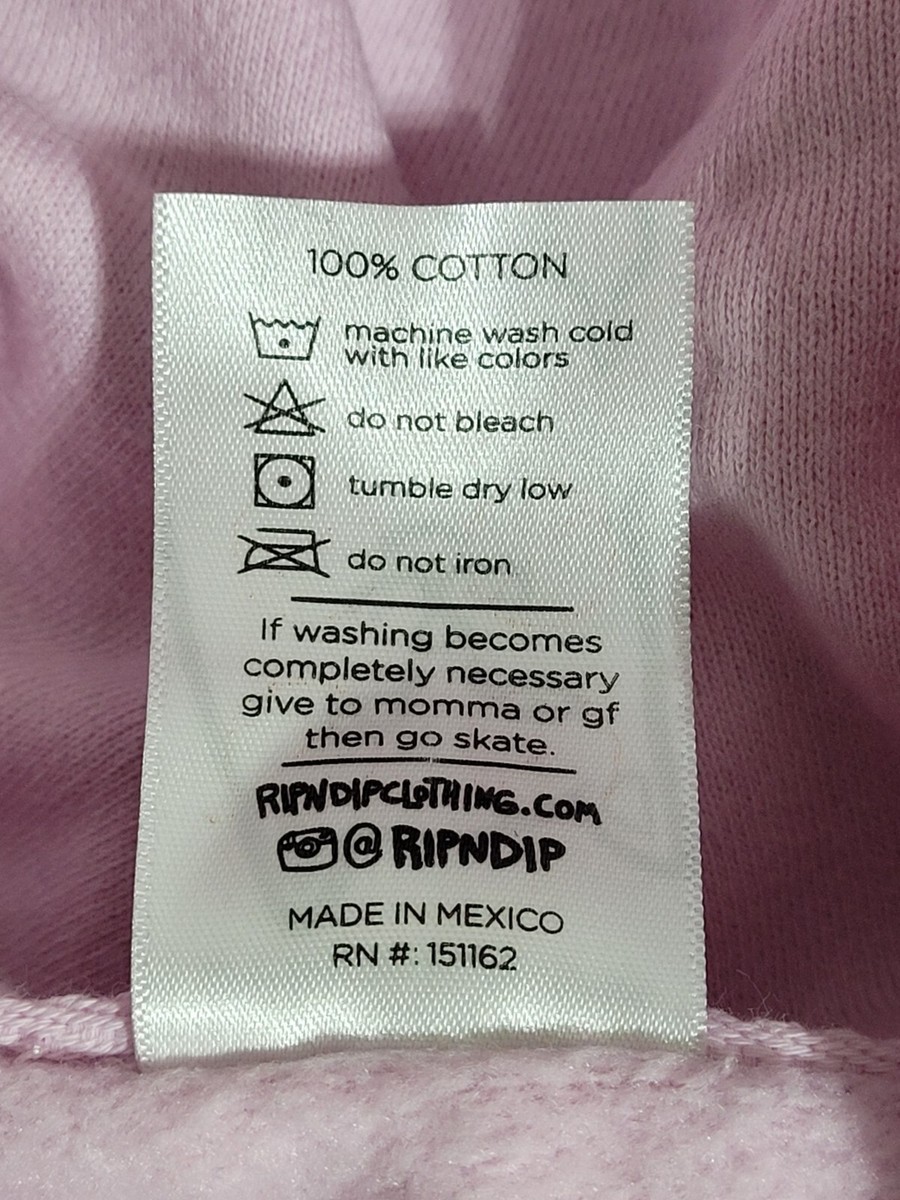 100% COTTON
machine wash cold
with like colors
do not bleach
tumble dry low
do not iron
If washing becomes
completely necessary
give to momma or gf
then go skate.
RIPNDIPCLOTHING.COM
@RIPNDIP
MADE IN MEXICO
RN #: 151162